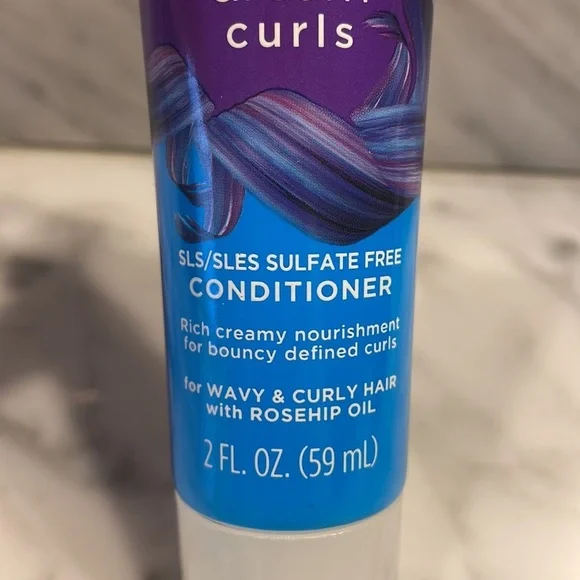 curls
SLS/SLES SULFATE FREE
CONDITIONER
Rich creamy nourishment
for bouncy defined curls
for WAVY & CURLY HAIR
with ROSEHIP OIL
2 FL. OZ. (59 mL)